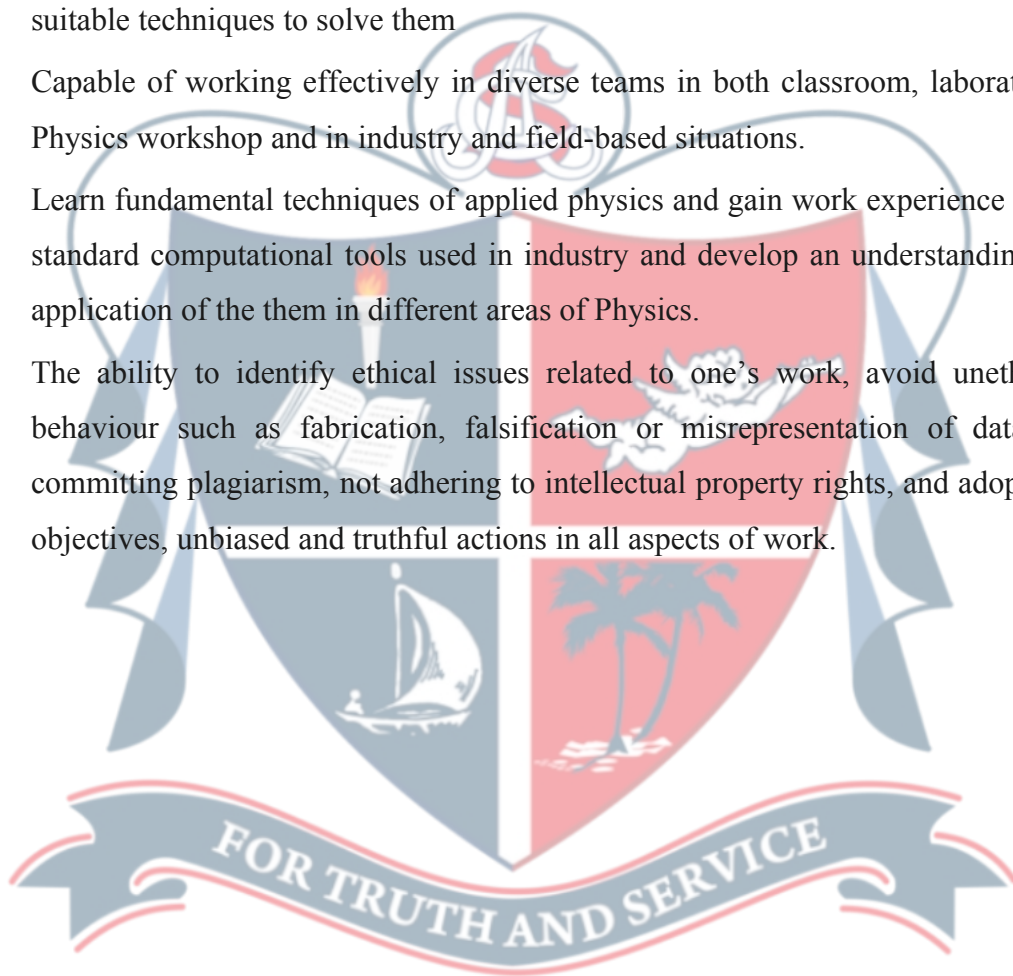 suitable techniques to solve them
Capable of working effectively in diverse teams in both classroom, laborat
Physics workshop and in industry and field-based situations.
Learn fundamental techniques of applied physics and gain work experience
standard computational tools used in industry and develop an understandin
application of the them in different areas of Physics.
The ability to identify ethical issues related to one’s work, avoid uneth
behaviour such as fabrication, falsification or misrepresentation of data
committing plagiarism, not adhering to intellectual property rights, and adop
objectives, unbiased and truthful actions in all aspects of work.
FOR TRUTH AND SERVICE